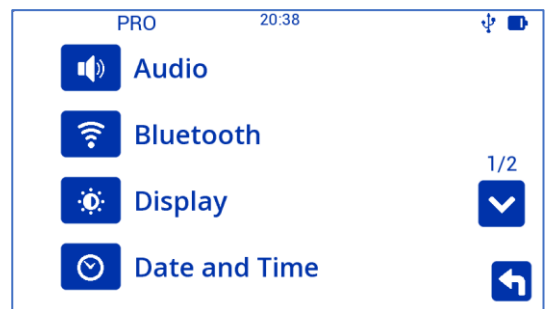 PRO 20:38
Audio
Bluetooth
1/2
Display
Date and Time